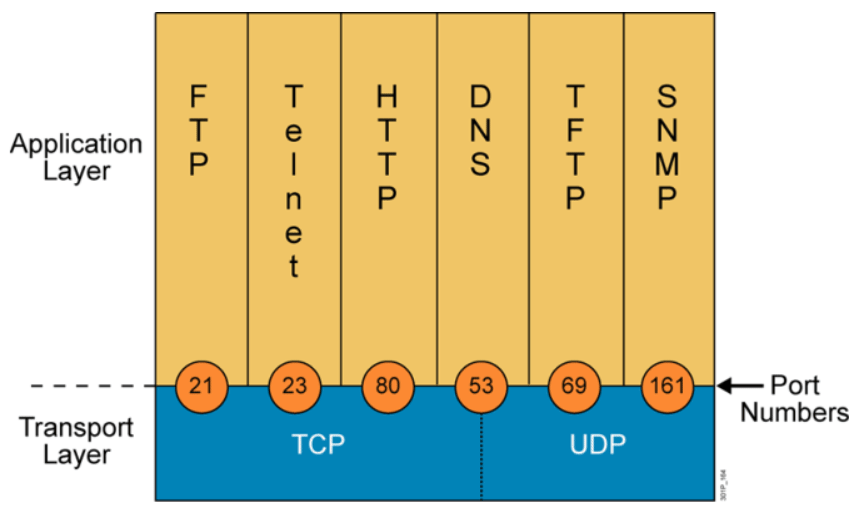 FTP
Telnet
HTTP
DNS
TFTP
SNMP
Application
Layer
21
23
80
53
69
161
Port
Numbers
Transport
Layer
TCP
UDP
301P_164